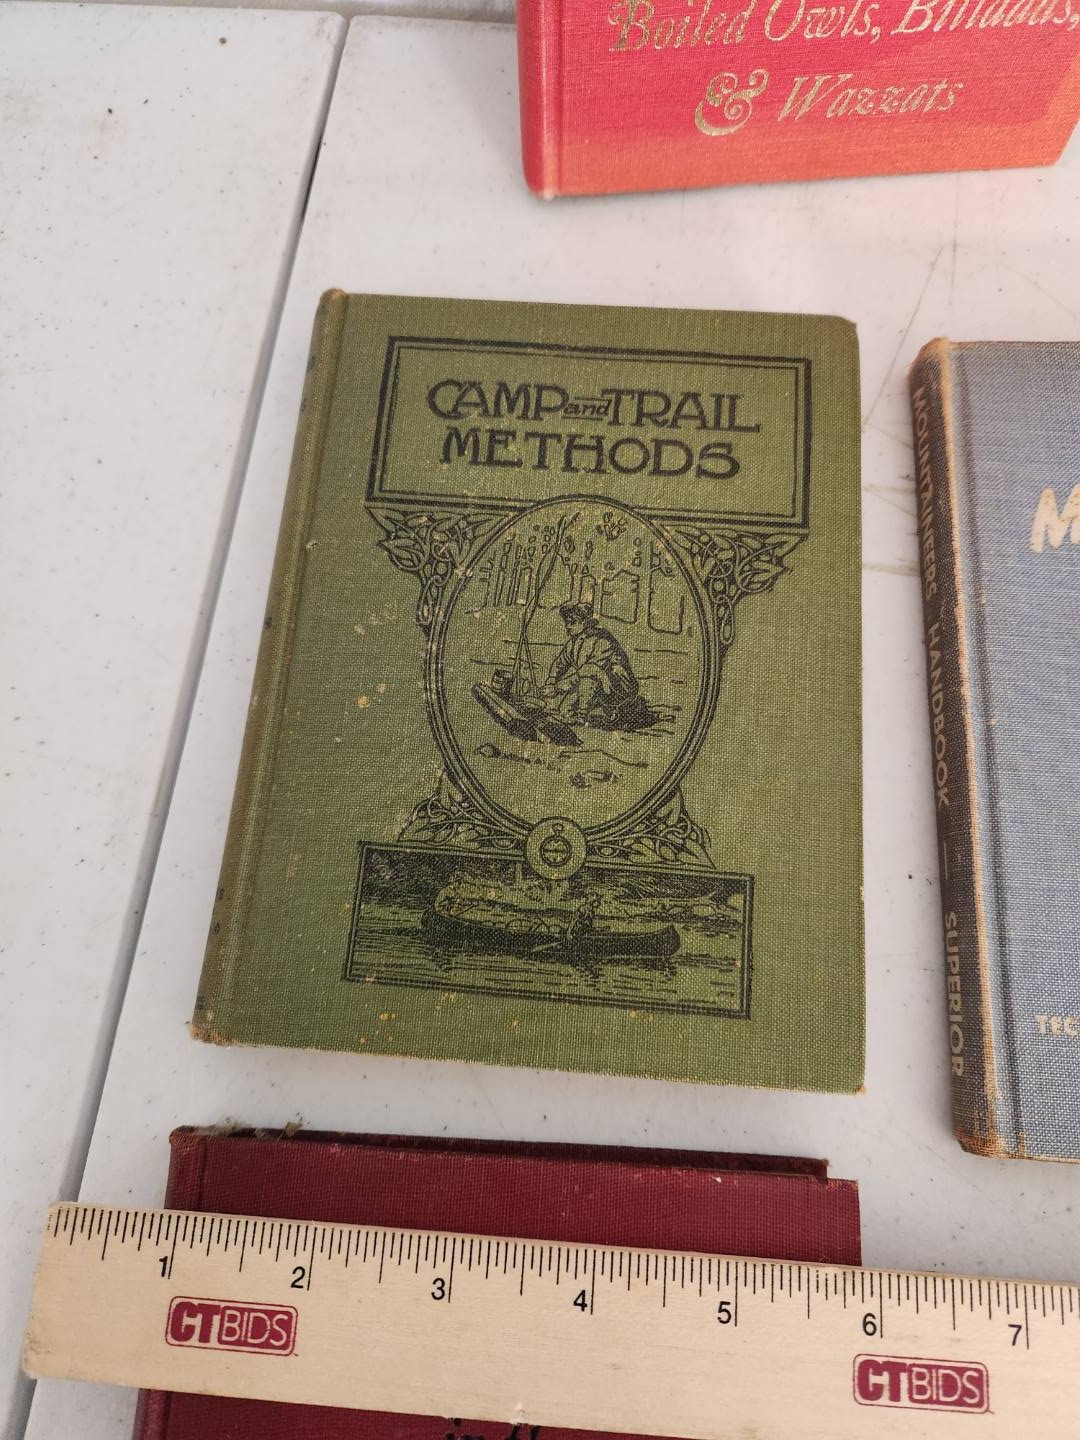 Boiled Owls, Billdads,
& Wazzats
CAMP and TRAIL
METHODS
MOUNTAINEERS HANDBOOK — SUPERIOR
M
TEC
1 2 3 4 5 6 7
CTBIDS
CTBIDS